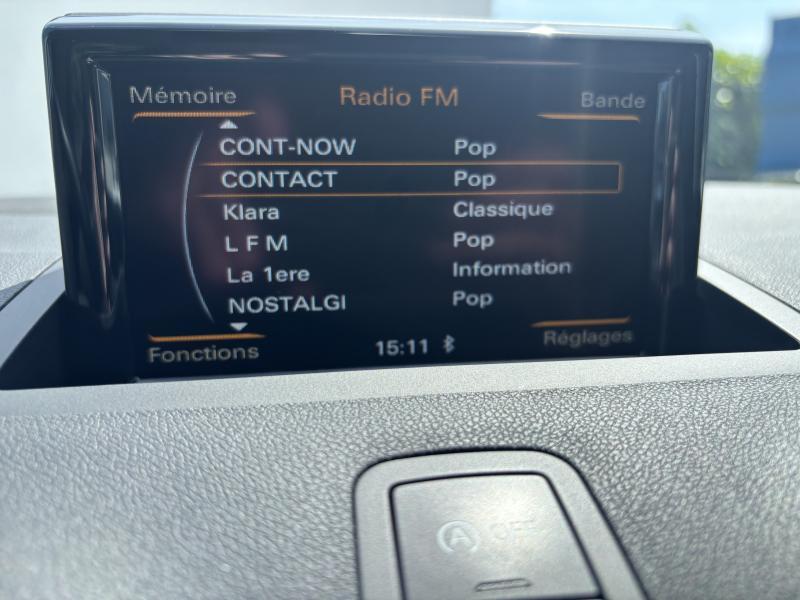 Mémoire Radio FM Bande
CONT-NOW Pop
CONTACT Pop
Klara Classique
L F M Pop
La 1ere Information
NOSTALGI Pop
Fonctions 15:11 Réglages
A OFF